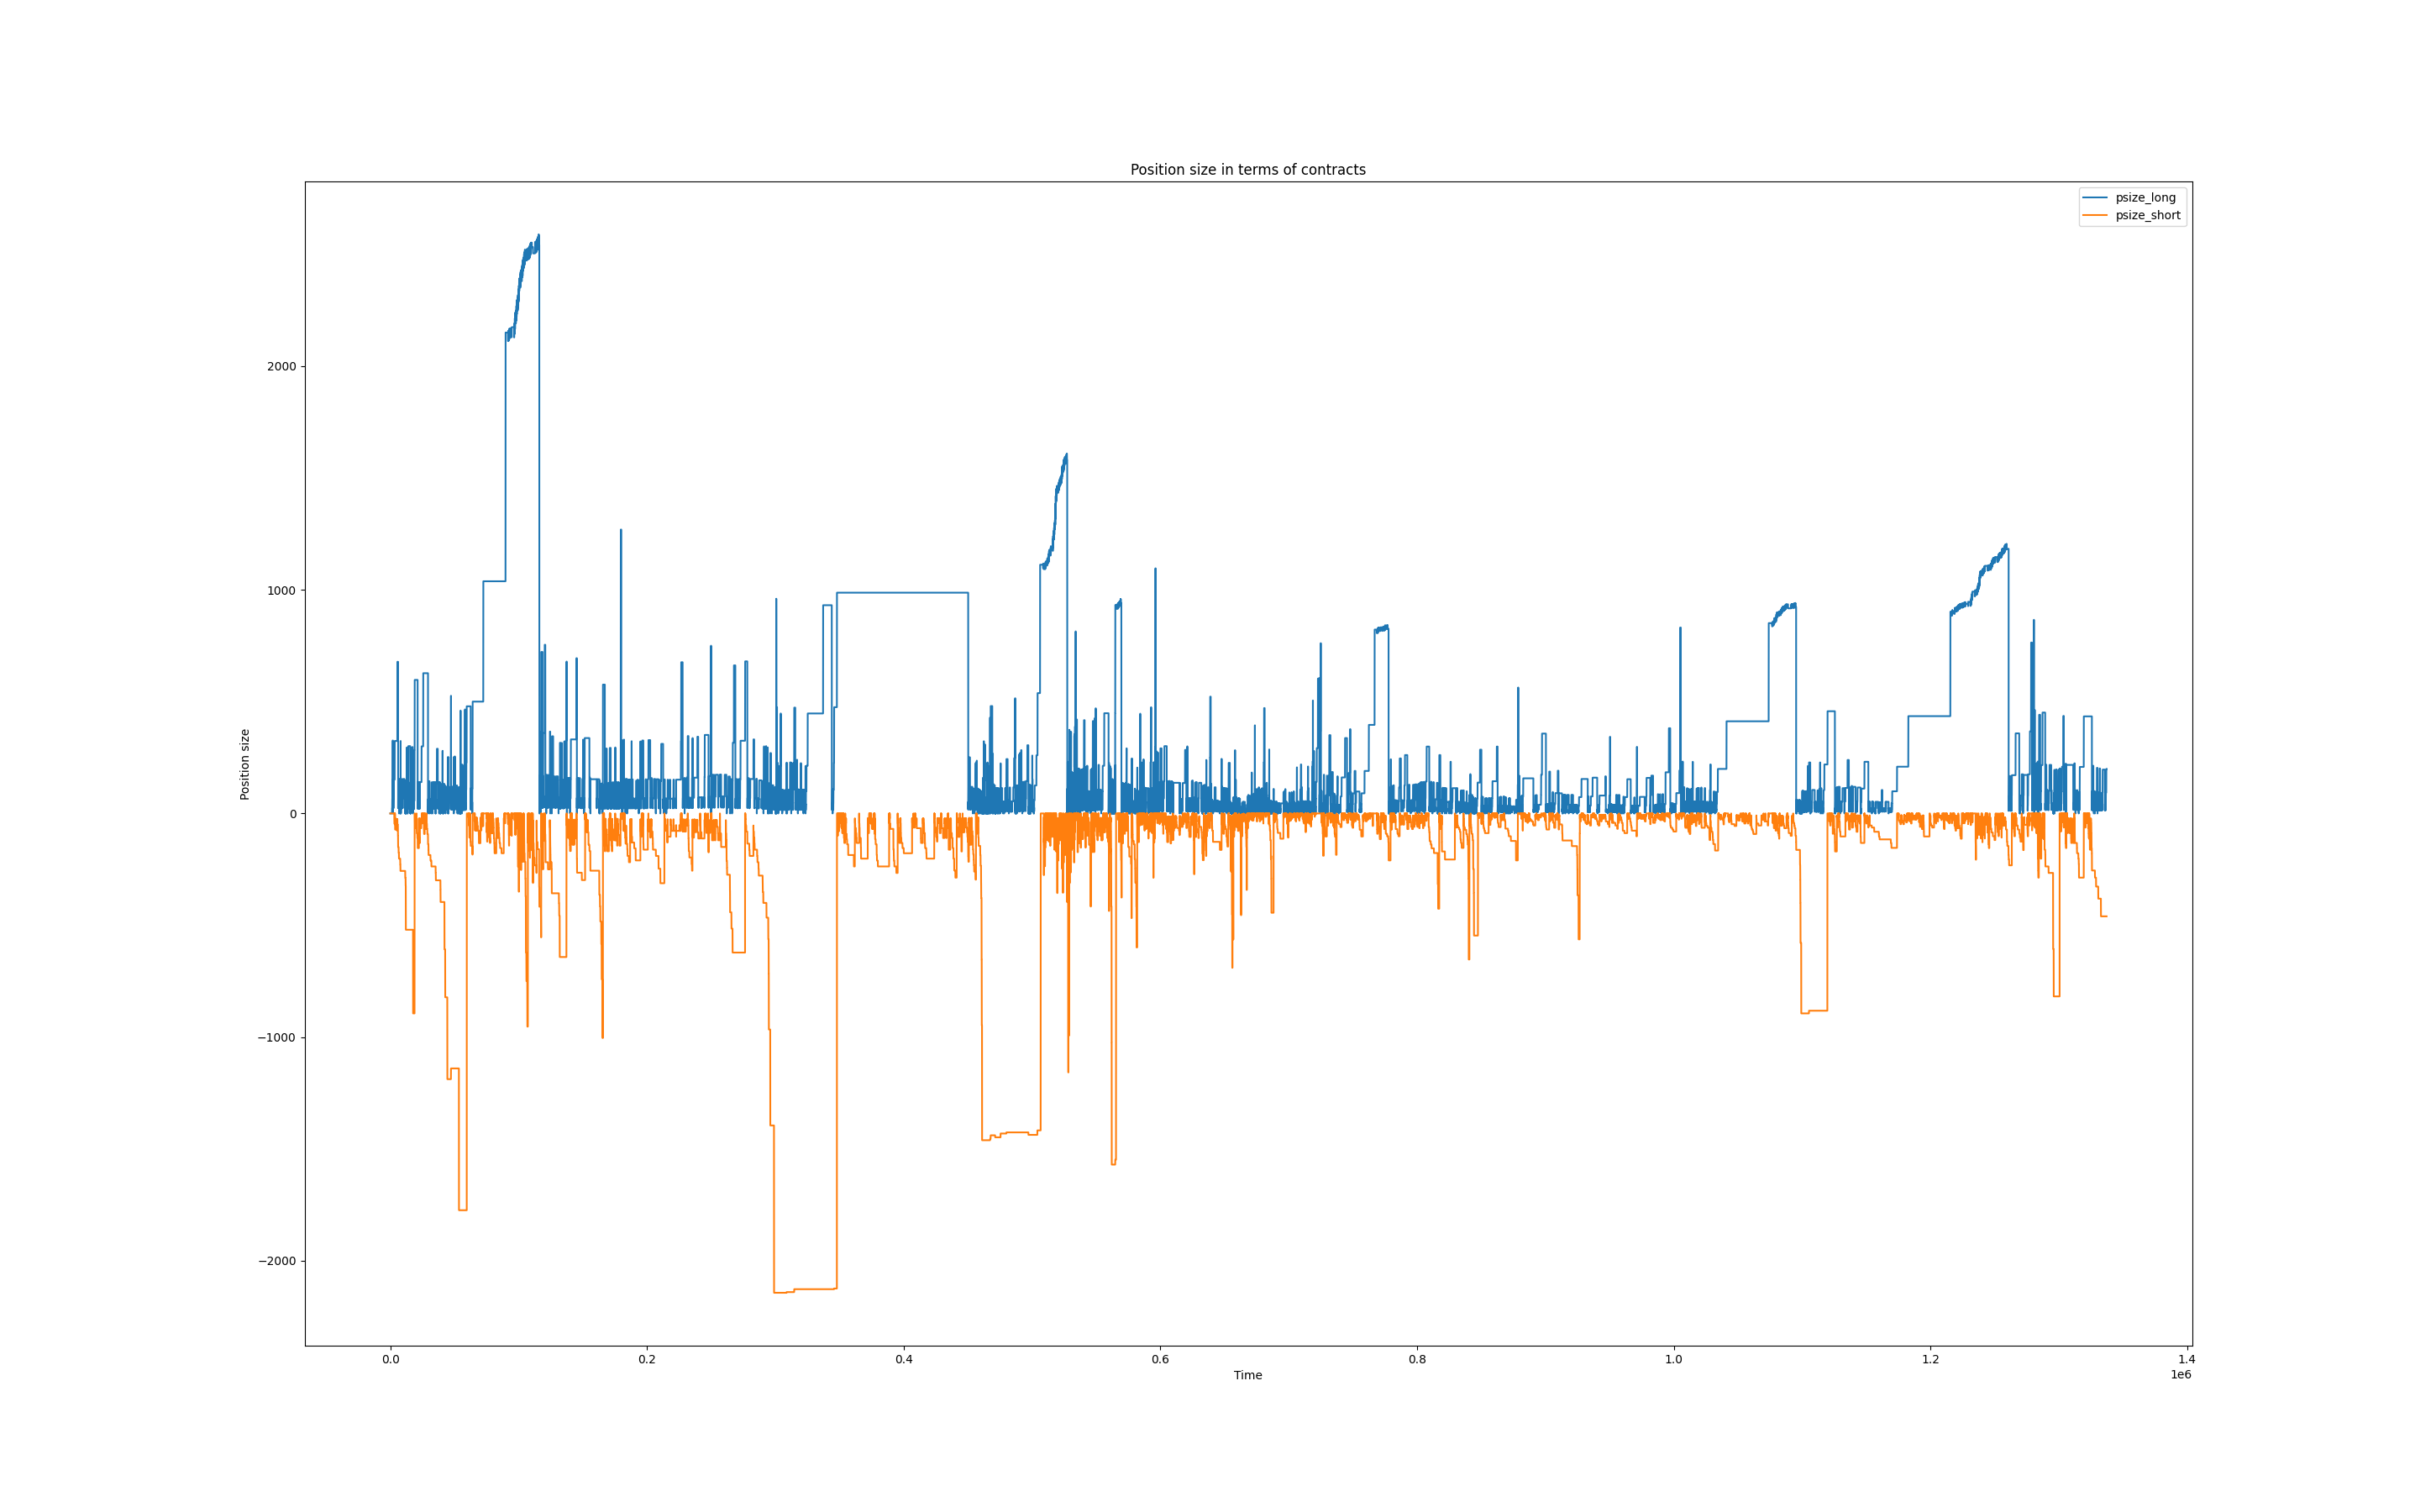 Position size in terms of contracts
psize_long
psize_short
Position size
2000
1000
0
−1000
−2000
0.0
0.2
0.4
0.6
0.8
1.0
1.2
1.4
Time
1e6